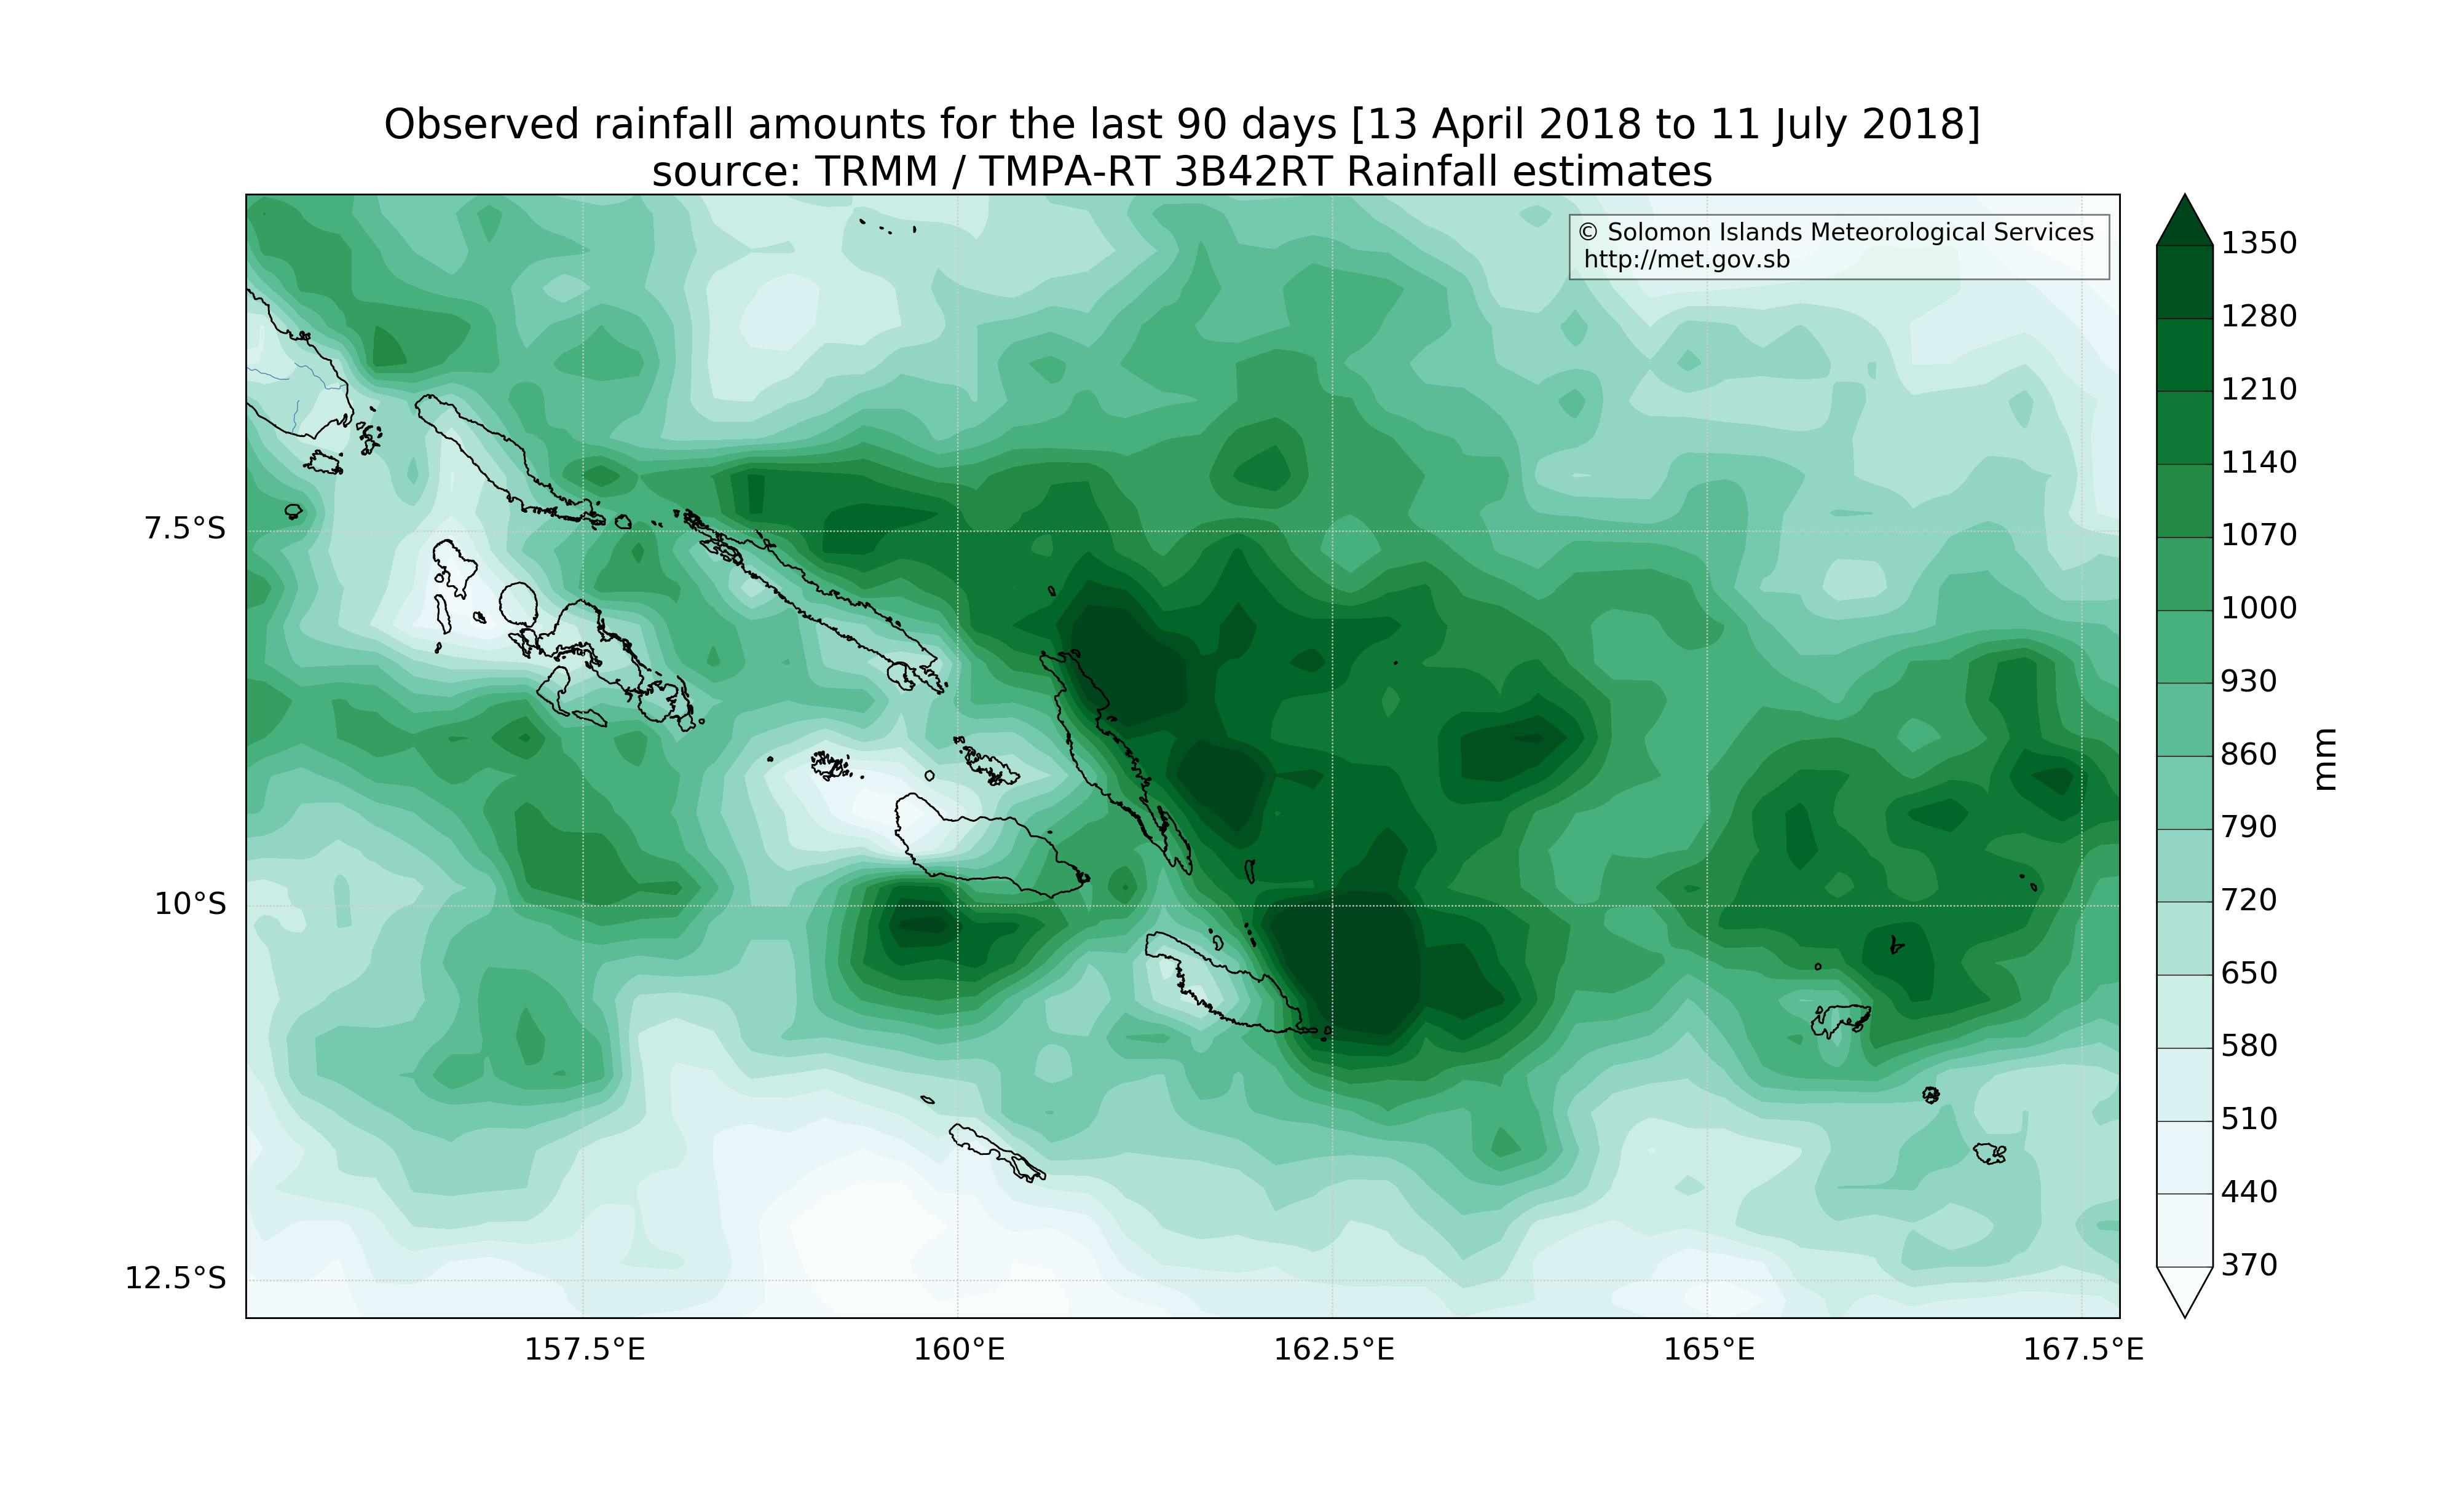 Observed rainfall amounts for the last 90 days [13 April 2018 to 11 July 2018]
source: TRMM / TMPA-RT 3B42RT Rainfall estimates
© Solomon Islands Meteorological Services
http://met.gov.sb
7.5°S
10°S
12.5°S
157.5°E
160°E
162.5°E
165°E
167.5°E
1350
1280
1210
1140
1070
1000
930
860
790
720
650
580
510
440
370
mm